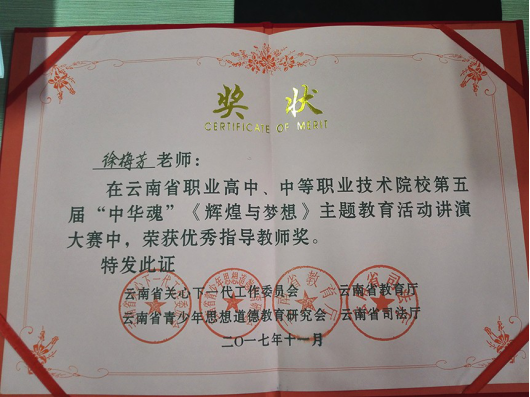 奖 状
CERTIFICATE OF MERIT
徐梅芳 老师：
在云南省职业高中、中等职业技术院校第五
届“中华魂”《辉煌与梦想》主题教育活动讲演
大赛中，荣获优秀指导教师奖。
特发此证
云南省关心下一代工作委员会 云南省教育厅
云南省青少年思想道德教育研究会 云南省司法厅
二〇一七年十一月